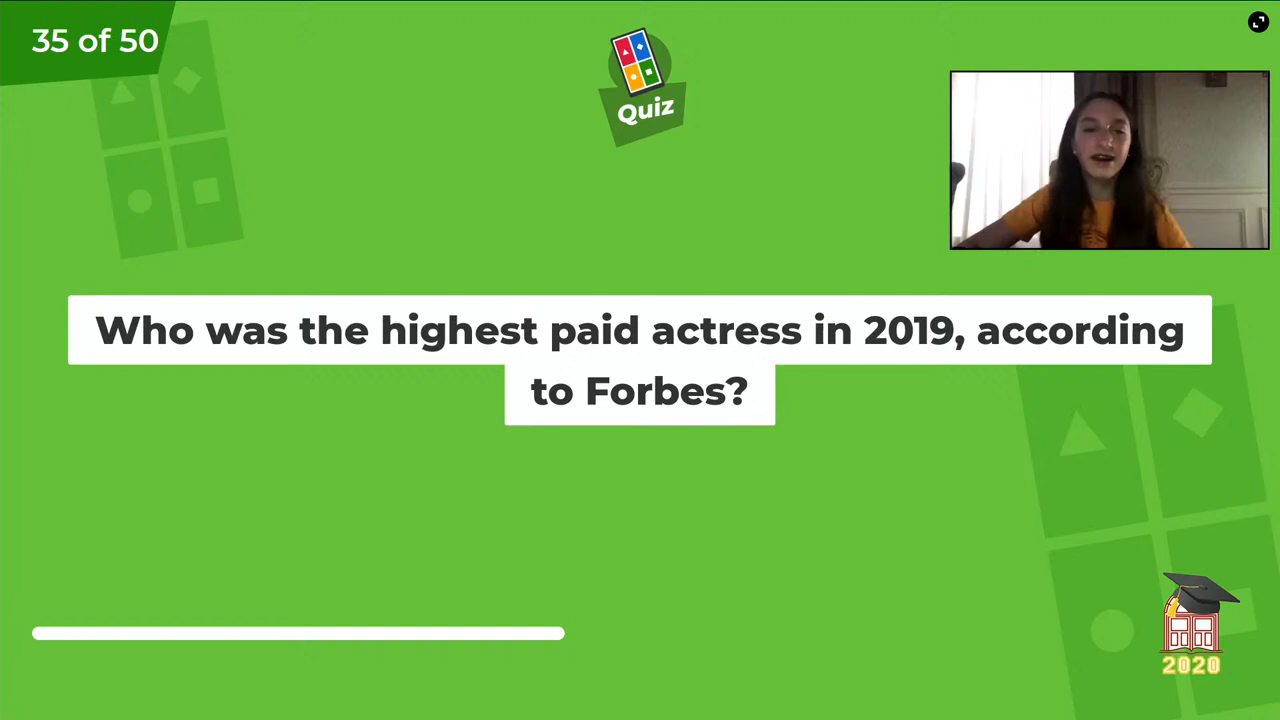 35 of 50
Quiz
Who was the highest paid actress in 2019, according
to Forbes?
2020